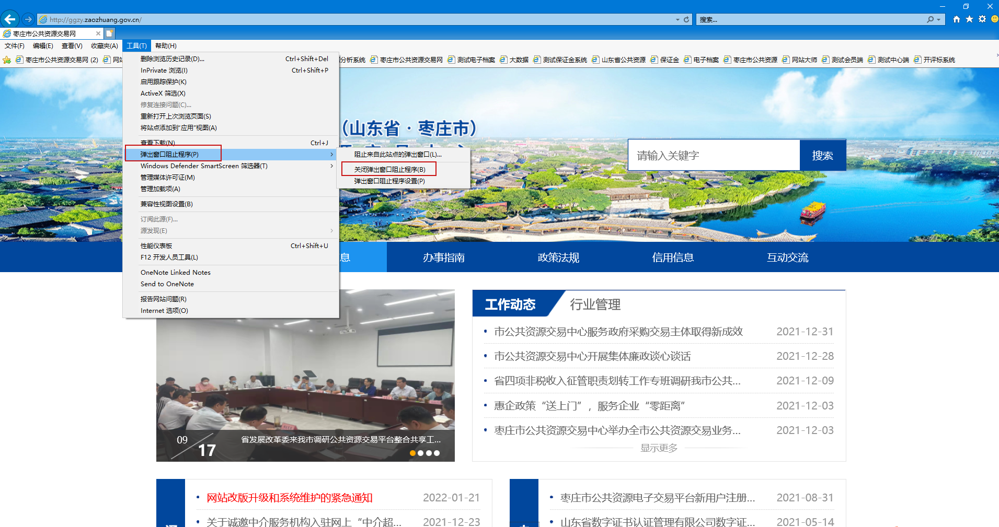 http://ggzy.zaozhuang.gov.cn/
搜索...
枣庄市公共资源交易网
文件(F) 编辑(E) 查看(V) 收藏夹(A) 工具(T) 帮助(H)
枣庄市公共资源交易网 (2) 分析系统 枣庄市公共资源交易网 测试电子档案 大数据 测试保证金系统 山东省公共资源 保证金 电子档案 枣庄市公共资源 网站大师 测试会员端 测试中心端 开评标系统
删除浏览历史记录(D)... Ctrl+Shift+Del
InPrivate 浏览(I) Ctrl+Shift+P
启用跟踪保护(K)
ActiveX 筛选(X)
修复连接问题(C)...
重新打开上次浏览页面(S)
将站点添加到“应用”视图(A)
查看下载(N) Ctrl+J
弹出窗口阻止程序(P)
Windows Defender SmartScreen 筛选器(T)
管理媒体许可证(M)
管理加载项(A)
兼容性视图设置(B)
订阅此源(F)...
源发现(E)
性能仪表板 Ctrl+Shift+U
F12 开发人员工具(L)
OneNote Linked Notes
Send to OneNote
报告网站问题(R)
Internet 选项(O)
阻止来自此站点的弹出窗口(L)...
关闭弹出窗口阻止程序(B)
弹出窗口阻止程序设置(P)
(山东省·枣庄市)
请输入关键字 搜索
息 办事指南 政策法规 信用信息 互动交流
09
17
省发展改革委来我市调研公共资源交易平台整合共享工...
工作动态 行业管理
市公共资源交易中心服务政府采购交易主体取得新成效 2021-12-31
市公共资源交易中心开展集体廉政谈心谈话 2021-12-28
省四项非税收入征管职责划转工作专班调研我市公共... 2021-12-09
惠企政策“送上门”，服务企业“零距离” 2021-12-03
枣庄市公共资源交易中心举办全市公共资源交易业务... 2021-12-03
显示更多
网站改版升级和系统维护的紧急通知 2022-01-21
关于诚邀中介服务机构入驻网上“中介超... 2021-12-23
枣庄市公共资源电子交易平台新用户注册... 2021-08-31
山东省数字证书认证管理有限公司数字证... 2021-05-14